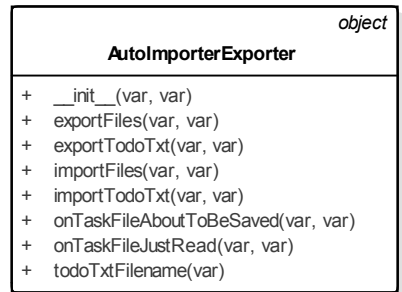 object
AutoImporterExporter
+ __init__(var, var)
+ exportFiles(var, var)
+ exportTodoTxt(var, var)
+ importFiles(var, var)
+ importTodoTxt(var, var)
+ onTaskFileAboutToBeSaved(var, var)
+ onTaskFileJustRead(var, var)
+ todoTxtFilename(var)